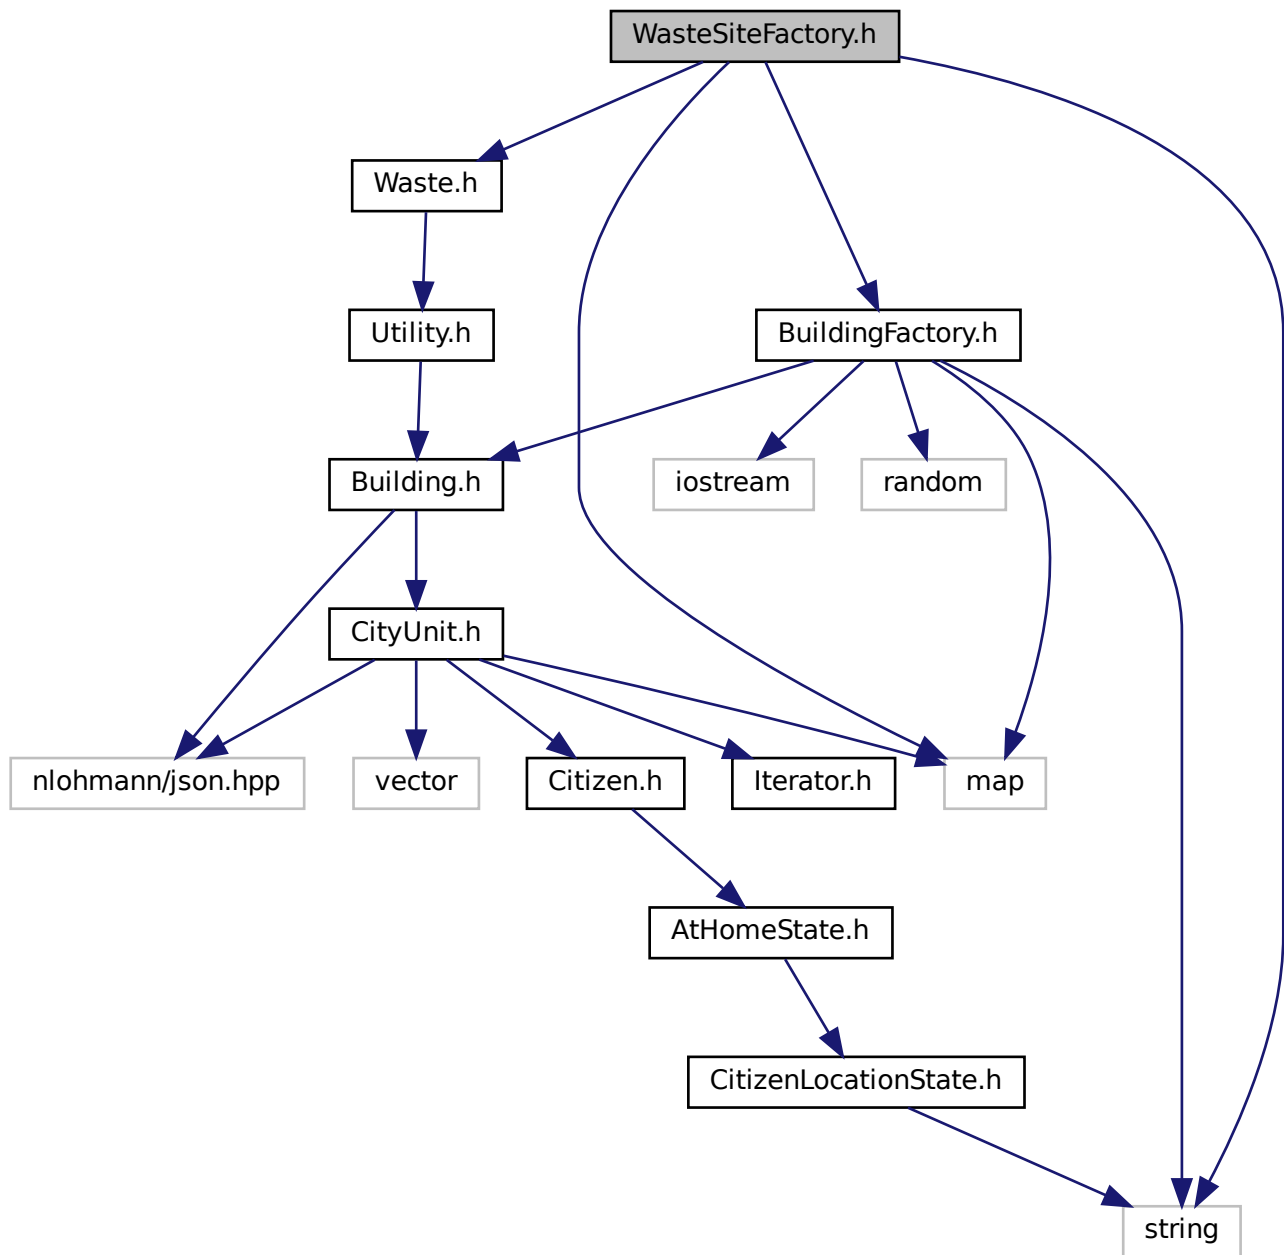 WasteSiteFactory.h
Waste.h
Utility.h
BuildingFactory.h
Building.h
iostream
random
CityUnit.h
nlohmann/json.hpp
vector
Citizen.h
Iterator.h
map
AtHomeState.h
CitizenLocationState.h
string